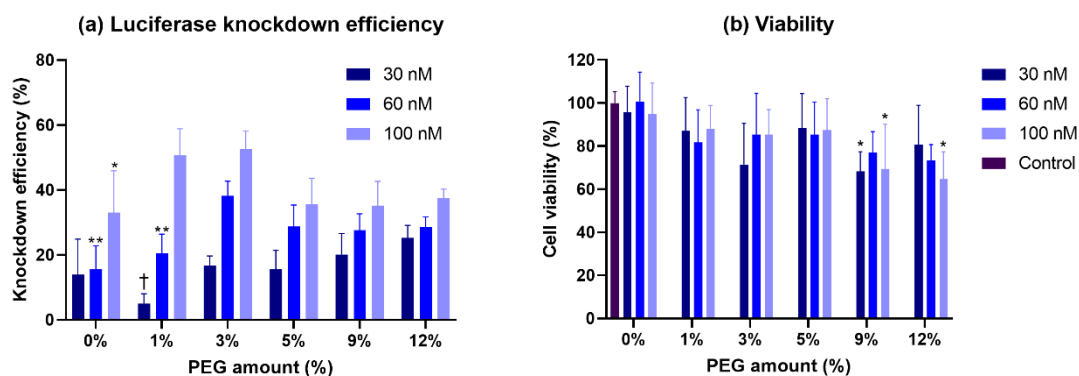 (a) Luciferase knockdown efficiency
Knockdown efficiency (%)
80
60
40
20
0
30 nM
60 nM
100 nM
**
*
†
**
0% 1% 3% 5% 9% 12%
PEG amount (%)
(b) Viability
Cell viability (%)
120
100
80
60
40
20
0
*
*
*
0% 1% 3% 5% 9% 12%
PEG amount (%)
30 nM
60 nM
100 nM
Control